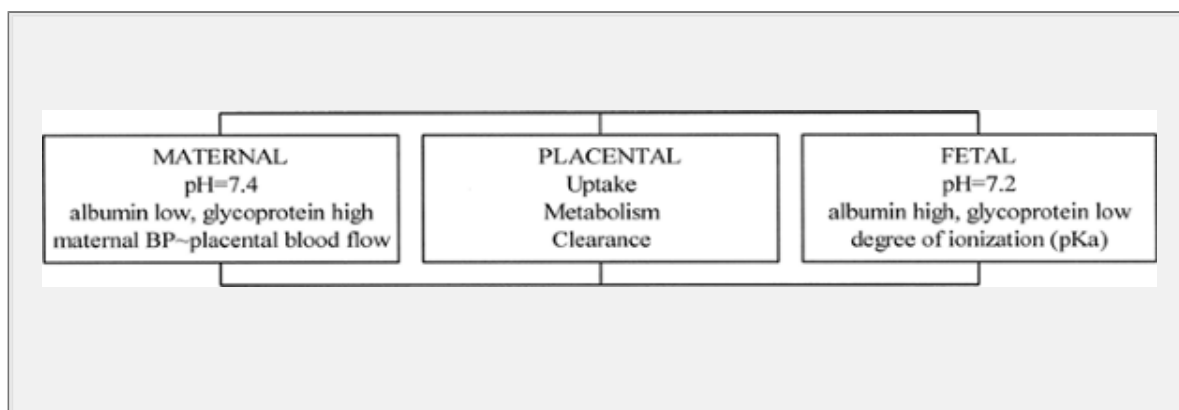 MATERNAL
pH=7.4
albumin low, glycoprotein high
maternal BP~placental blood flow
PLACENTAL
Uptake
Metabolism
Clearance
FETAL
pH=7.2
albumin high, glycoprotein low
degree of ionization (pKa)